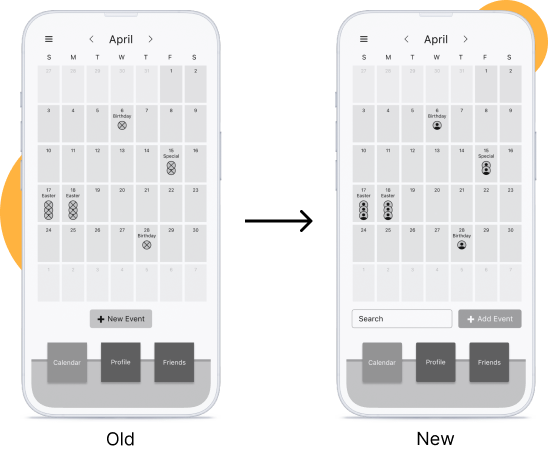 April
S M T W T F S
27 28 29 30 31 1 2
3 4 5 6 7 8 9
Birthday
10 11 12 13 14 15 16
Special
17 18 19 20 21 22 23
Easter Easter
24 25 26 27 28 29 30
Birthday
1 2 3 4 5 6 7
+ New Event
Calendar Profile Friends
Old
April
S M T W T F S
27 28 29 30 31 1 2
3 4 5 6 7 8 9
Birthday
10 11 12 13 14 15 16
Special
17 18 19 20 21 22 23
Easter Easter
24 25 26 27 28 29 30
Birthday
1 2 3 4 5 6 7
Search + Add Event
Calendar Profile Friends
New